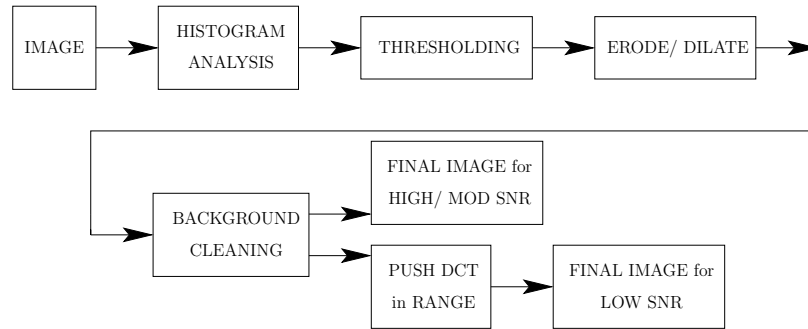 IMAGE
HISTOGRAM
ANALYSIS
THRESHOLDING
ERODE/ DILATE
BACKGROUND
CLEANING
FINAL IMAGE for
HIGH/ MOD SNR
PUSH DCT
in RANGE
FINAL IMAGE for
LOW SNR